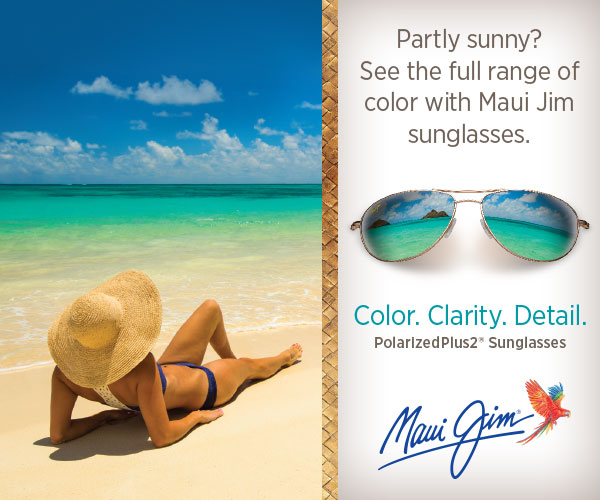 Partly sunny?
See the full range of
color with Maui Jim
sunglasses.
Color. Clarity. Detail.
PolarizedPlus2® Sunglasses
Maui Jim®